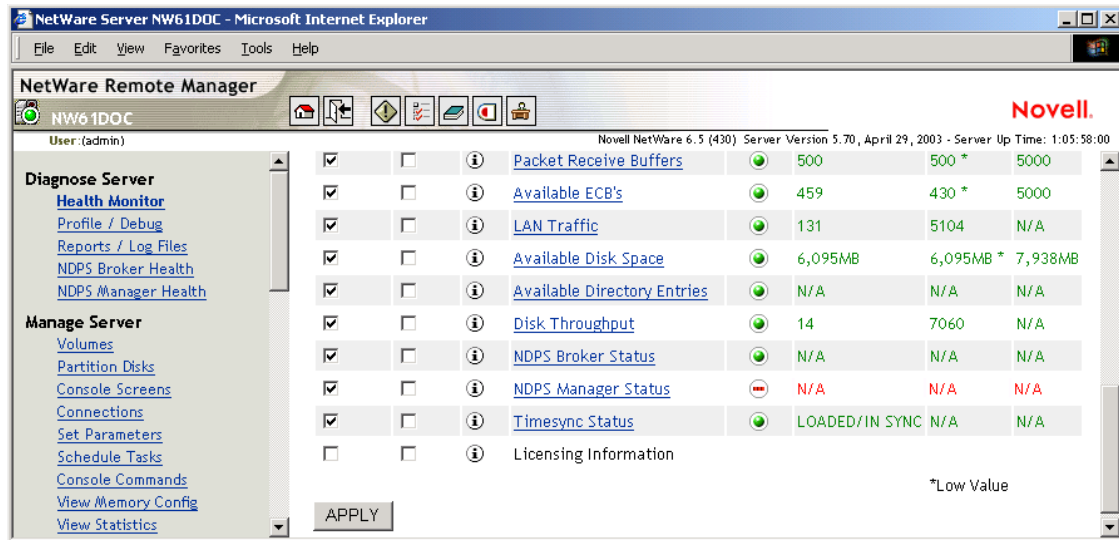 NetWare Server NW61DOC - Microsoft Internet Explorer
File Edit View Favorites Tools Help
NetWare Remote Manager
NW61DOC
Novell.
User:(admin)
Novell NetWare 6.5 (430) Server Version 5.70, April 29, 2003 - Server Up Time: 1:05:58:00
Diagnose Server
Health Monitor
Profile / Debug
Reports / Log Files
NDPS Broker Health
NDPS Manager Health
Manage Server
Volumes
Partition Disks
Console Screens
Connections
Set Parameters
Schedule Tasks
Console Commands
View Memory Config
View Statistics
Packet Receive Buffers 500 500 * 5000
Available ECB's 459 430 * 5000
LAN Traffic 131 5104 N/A
Available Disk Space 6,095MB 6,095MB * 7,938MB
Available Directory Entries N/A N/A N/A
Disk Throughput 14 7060 N/A
NDPS Broker Status N/A N/A N/A
NDPS Manager Status N/A N/A N/A
Timesync Status LOADED/IN SYNC N/A N/A
Licensing Information
*Low Value
APPLY